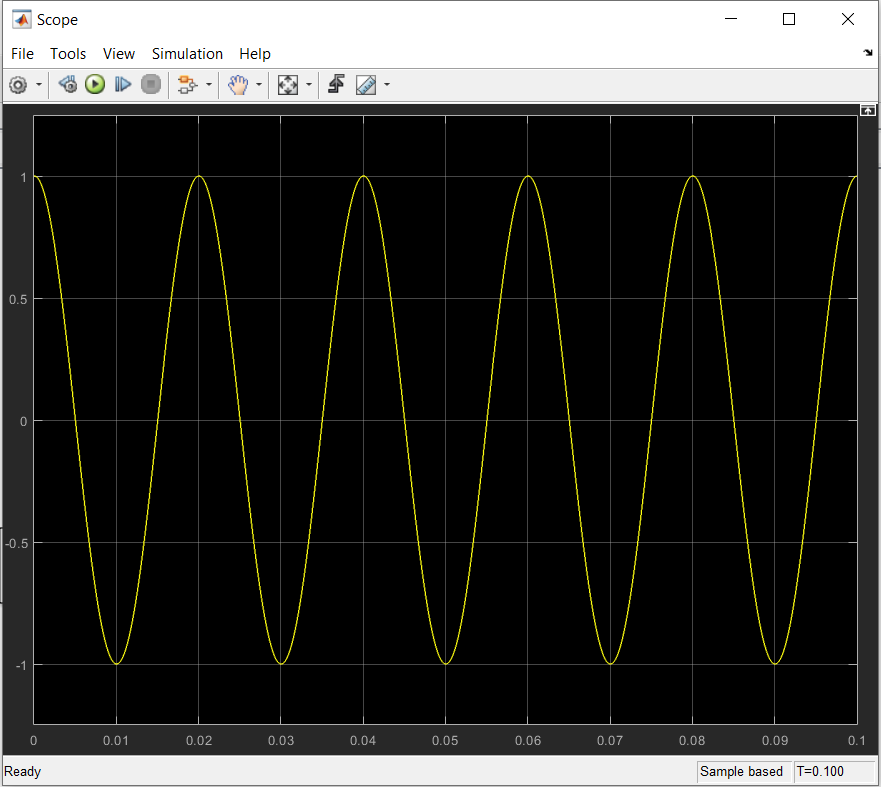 Scope
File Tools View Simulation Help
1
0.5
0
-0.5
-1
0 0.01 0.02 0.03 0.04 0.05 0.06 0.07 0.08 0.09 0.1
Ready Sample based T=0.100